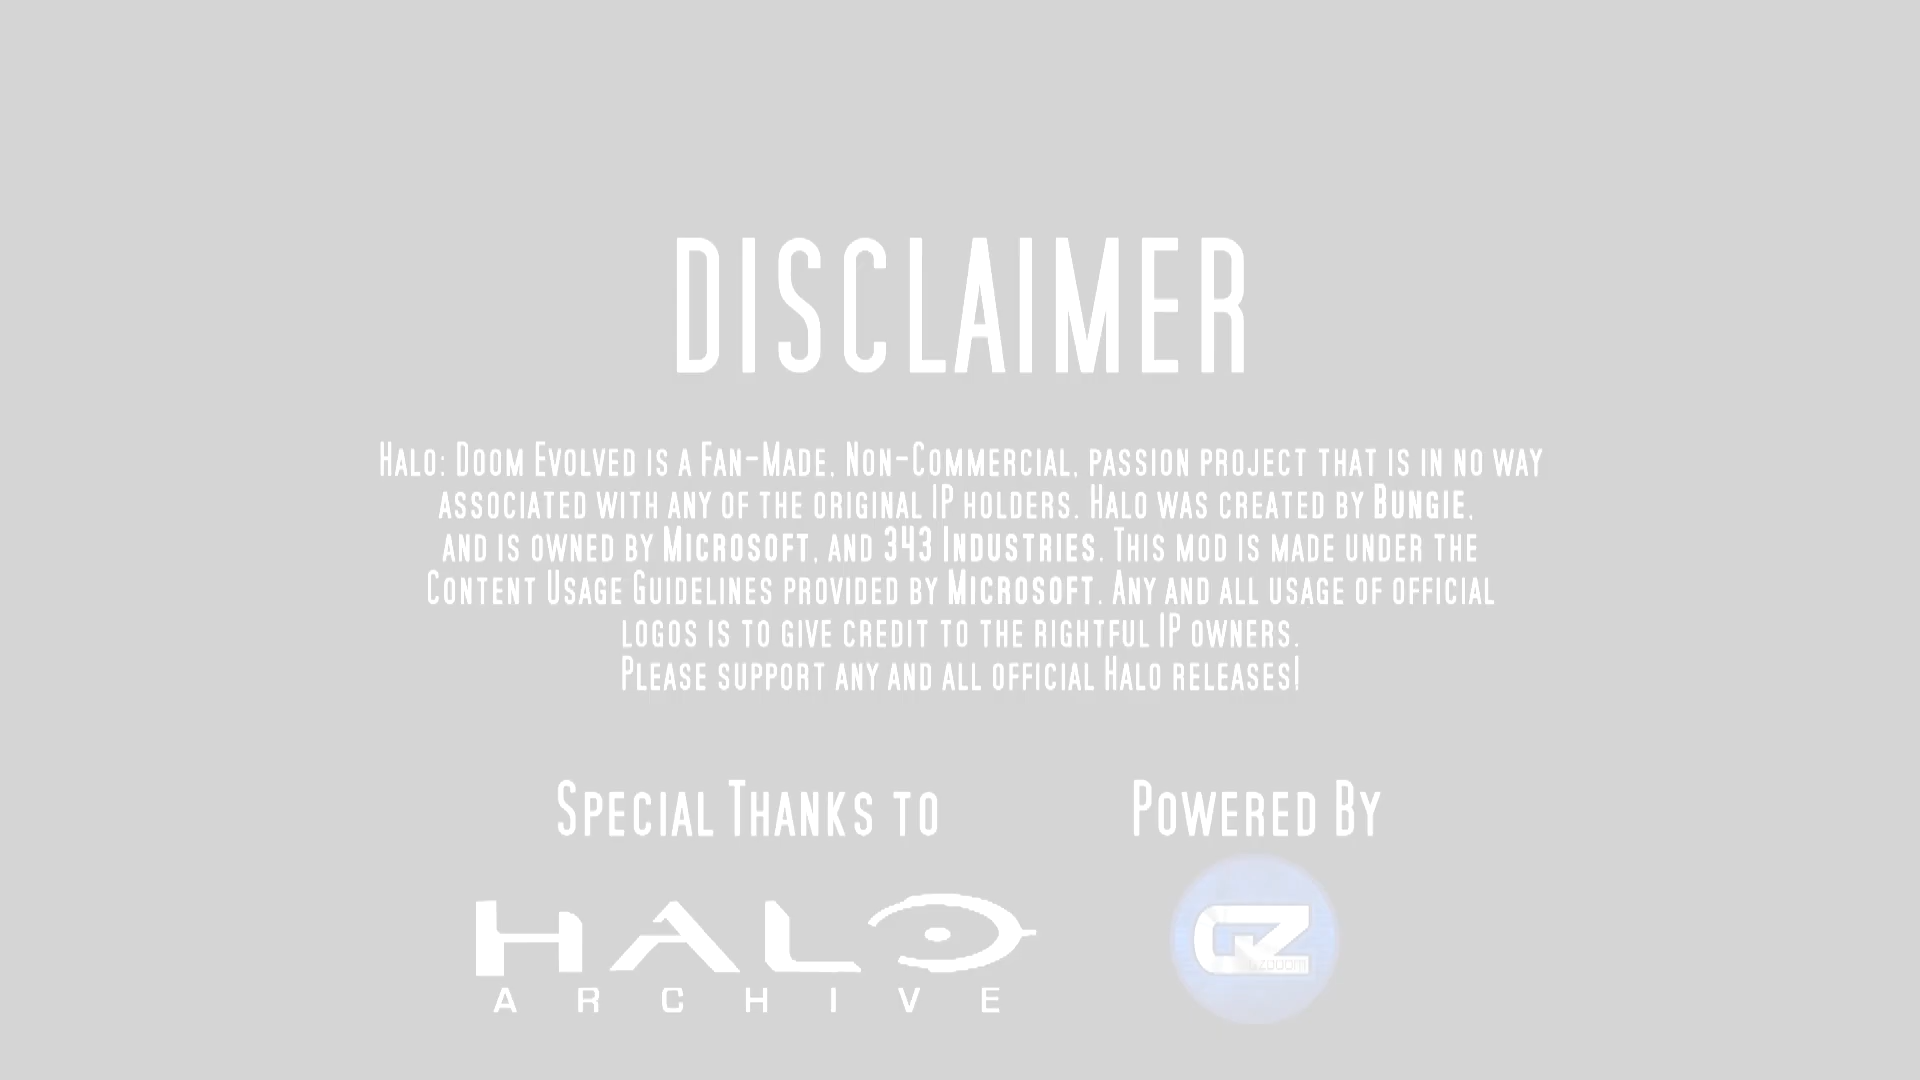 DISCLAIMER
Halo: Doom Evolved is a Fan-Made, Non-Commercial, passion project that is in no way
associated with any of the original IP holders. Halo was created by Bungie,
and is owned by Microsoft, and 343 Industries. This mod is made under the
Content Usage Guidelines provided by Microsoft. Any and all usage of official
logos is to give credit to the rightful IP owners.
Please support any and all official Halo releases!
Special Thanks to
Powered By
HALO
ARCHIVE
GZ
GZDOOM